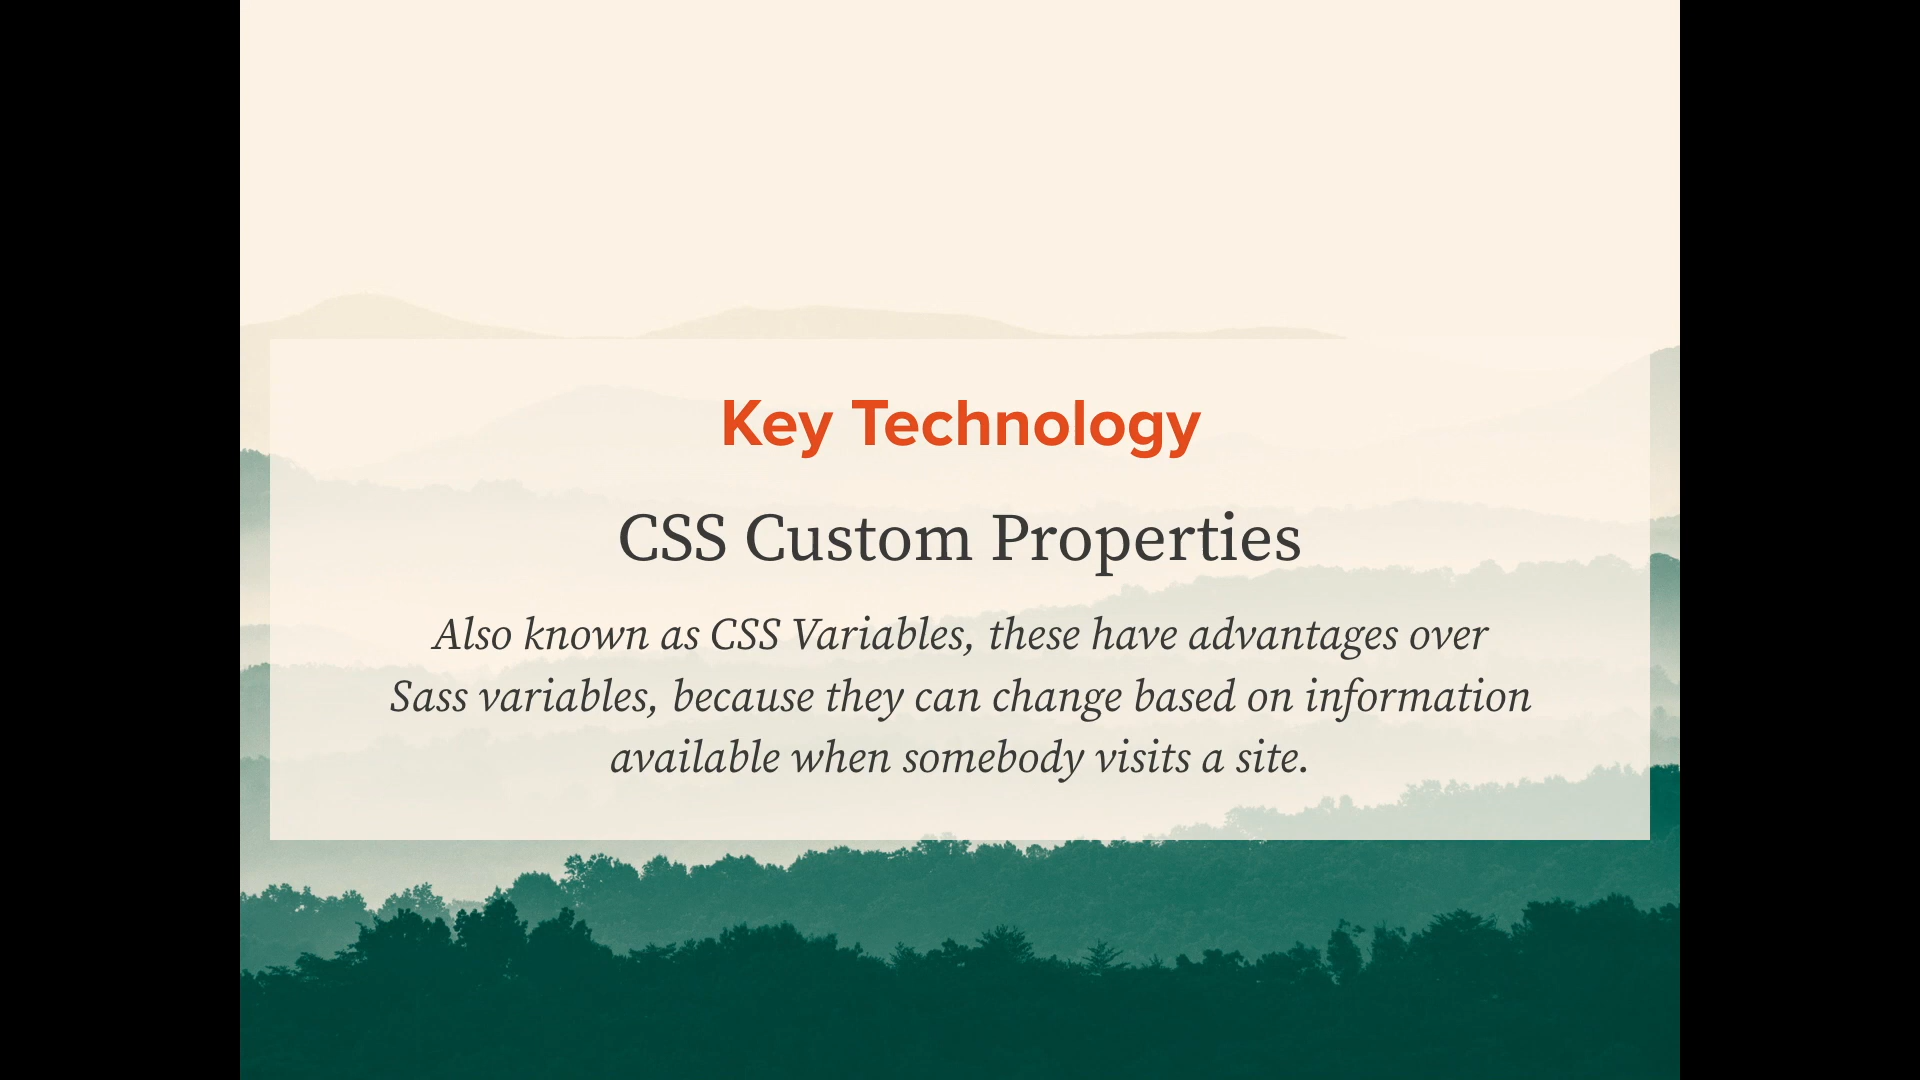 Key Technology
CSS Custom Properties
Also known as CSS Variables, these have advantages over
Sass variables, because they can change based on information
available when somebody visits a site.